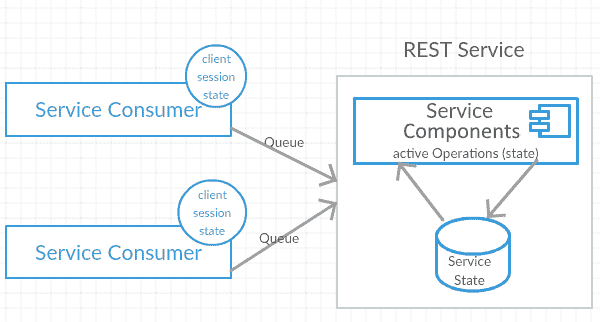 REST Service
client
session
state
Service Consumer
Queue
Service
Components
active Operations (state)
client
session
state
Service Consumer
Queue
Service
State